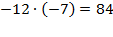 −12 ∙ (−7) = 84